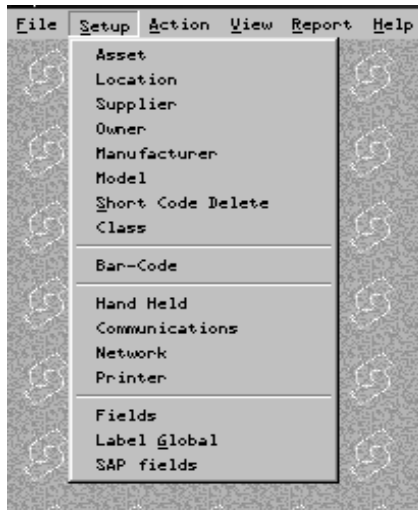 File Setup Action View Report Help
Asset
Location
Supplier
Owner
Manufacturer
Model
Short Code Delete
Class
Bar-Code
Hand Held
Communications
Network
Printer
Fields
Label Global
SAP fields